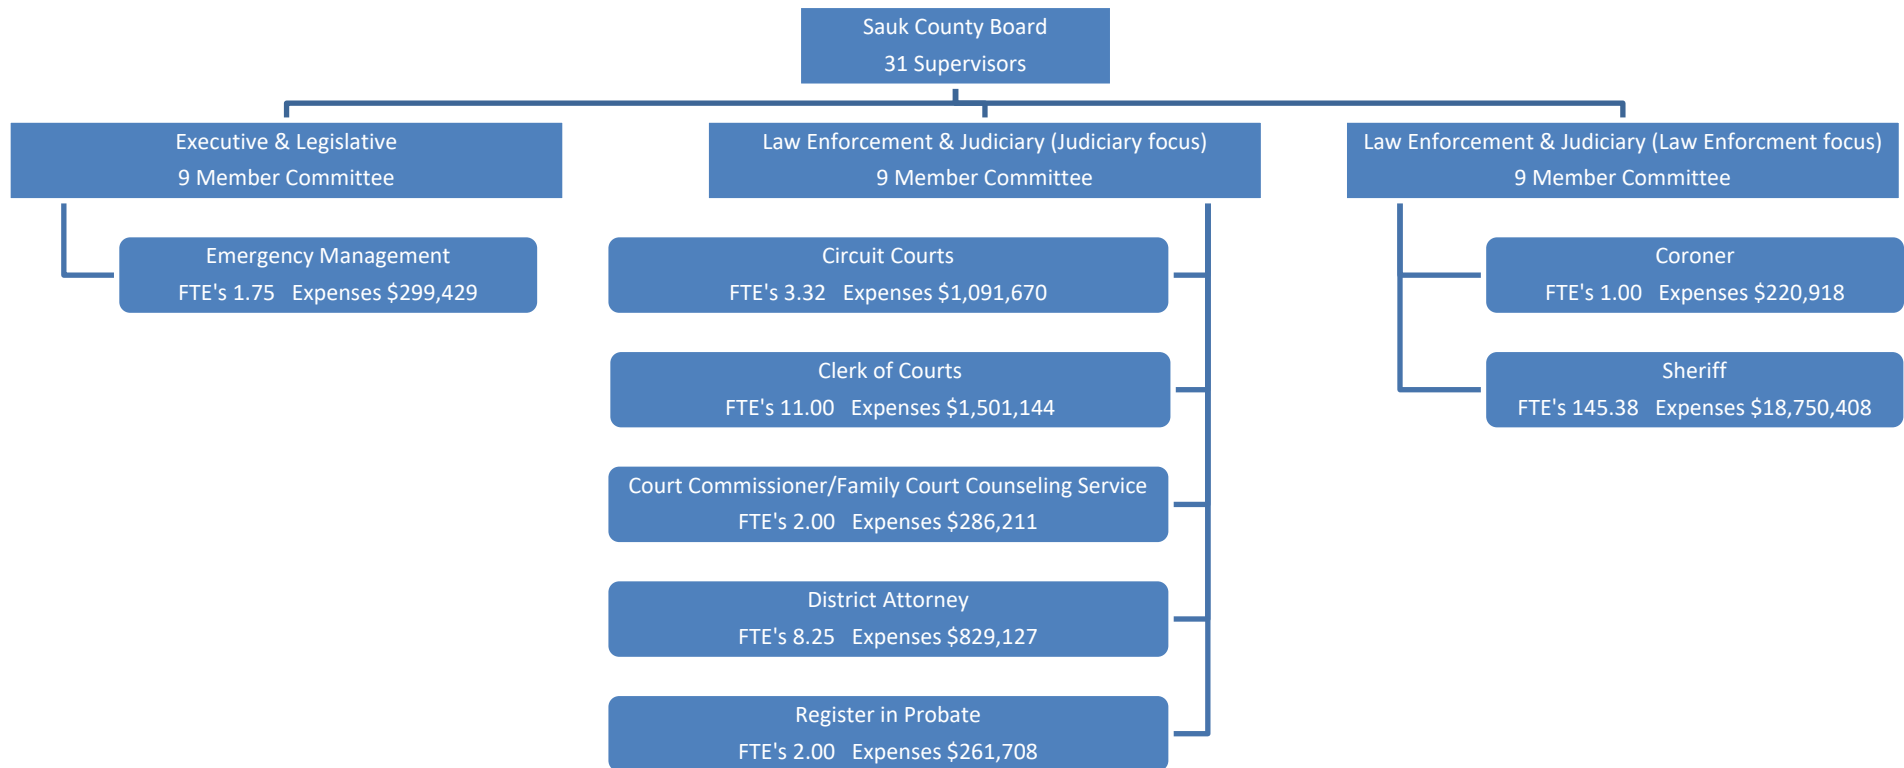 Sauk County Board
31 Supervisors
Executive & Legislative
9 Member Committee
Emergency Management
FTE's 1.75   Expenses $299,429
Law Enforcement & Judiciary (Judiciary focus)
9 Member Committee
Circuit Courts
FTE's 3.32   Expenses $1,091,670
Clerk of Courts
FTE's 11.00   Expenses $1,501,144
Court Commissioner/Family Court Counseling Service
FTE's 2.00   Expenses $286,211
District Attorney
FTE's 8.25   Expenses $829,127
Register in Probate
FTE's 2.00   Expenses $261,708
Law Enforcement & Judiciary (Law Enforcment focus)
9 Member Committee
Coroner
FTE's 1.00   Expenses $220,918
Sheriff
FTE's 145.38   Expenses $18,750,408